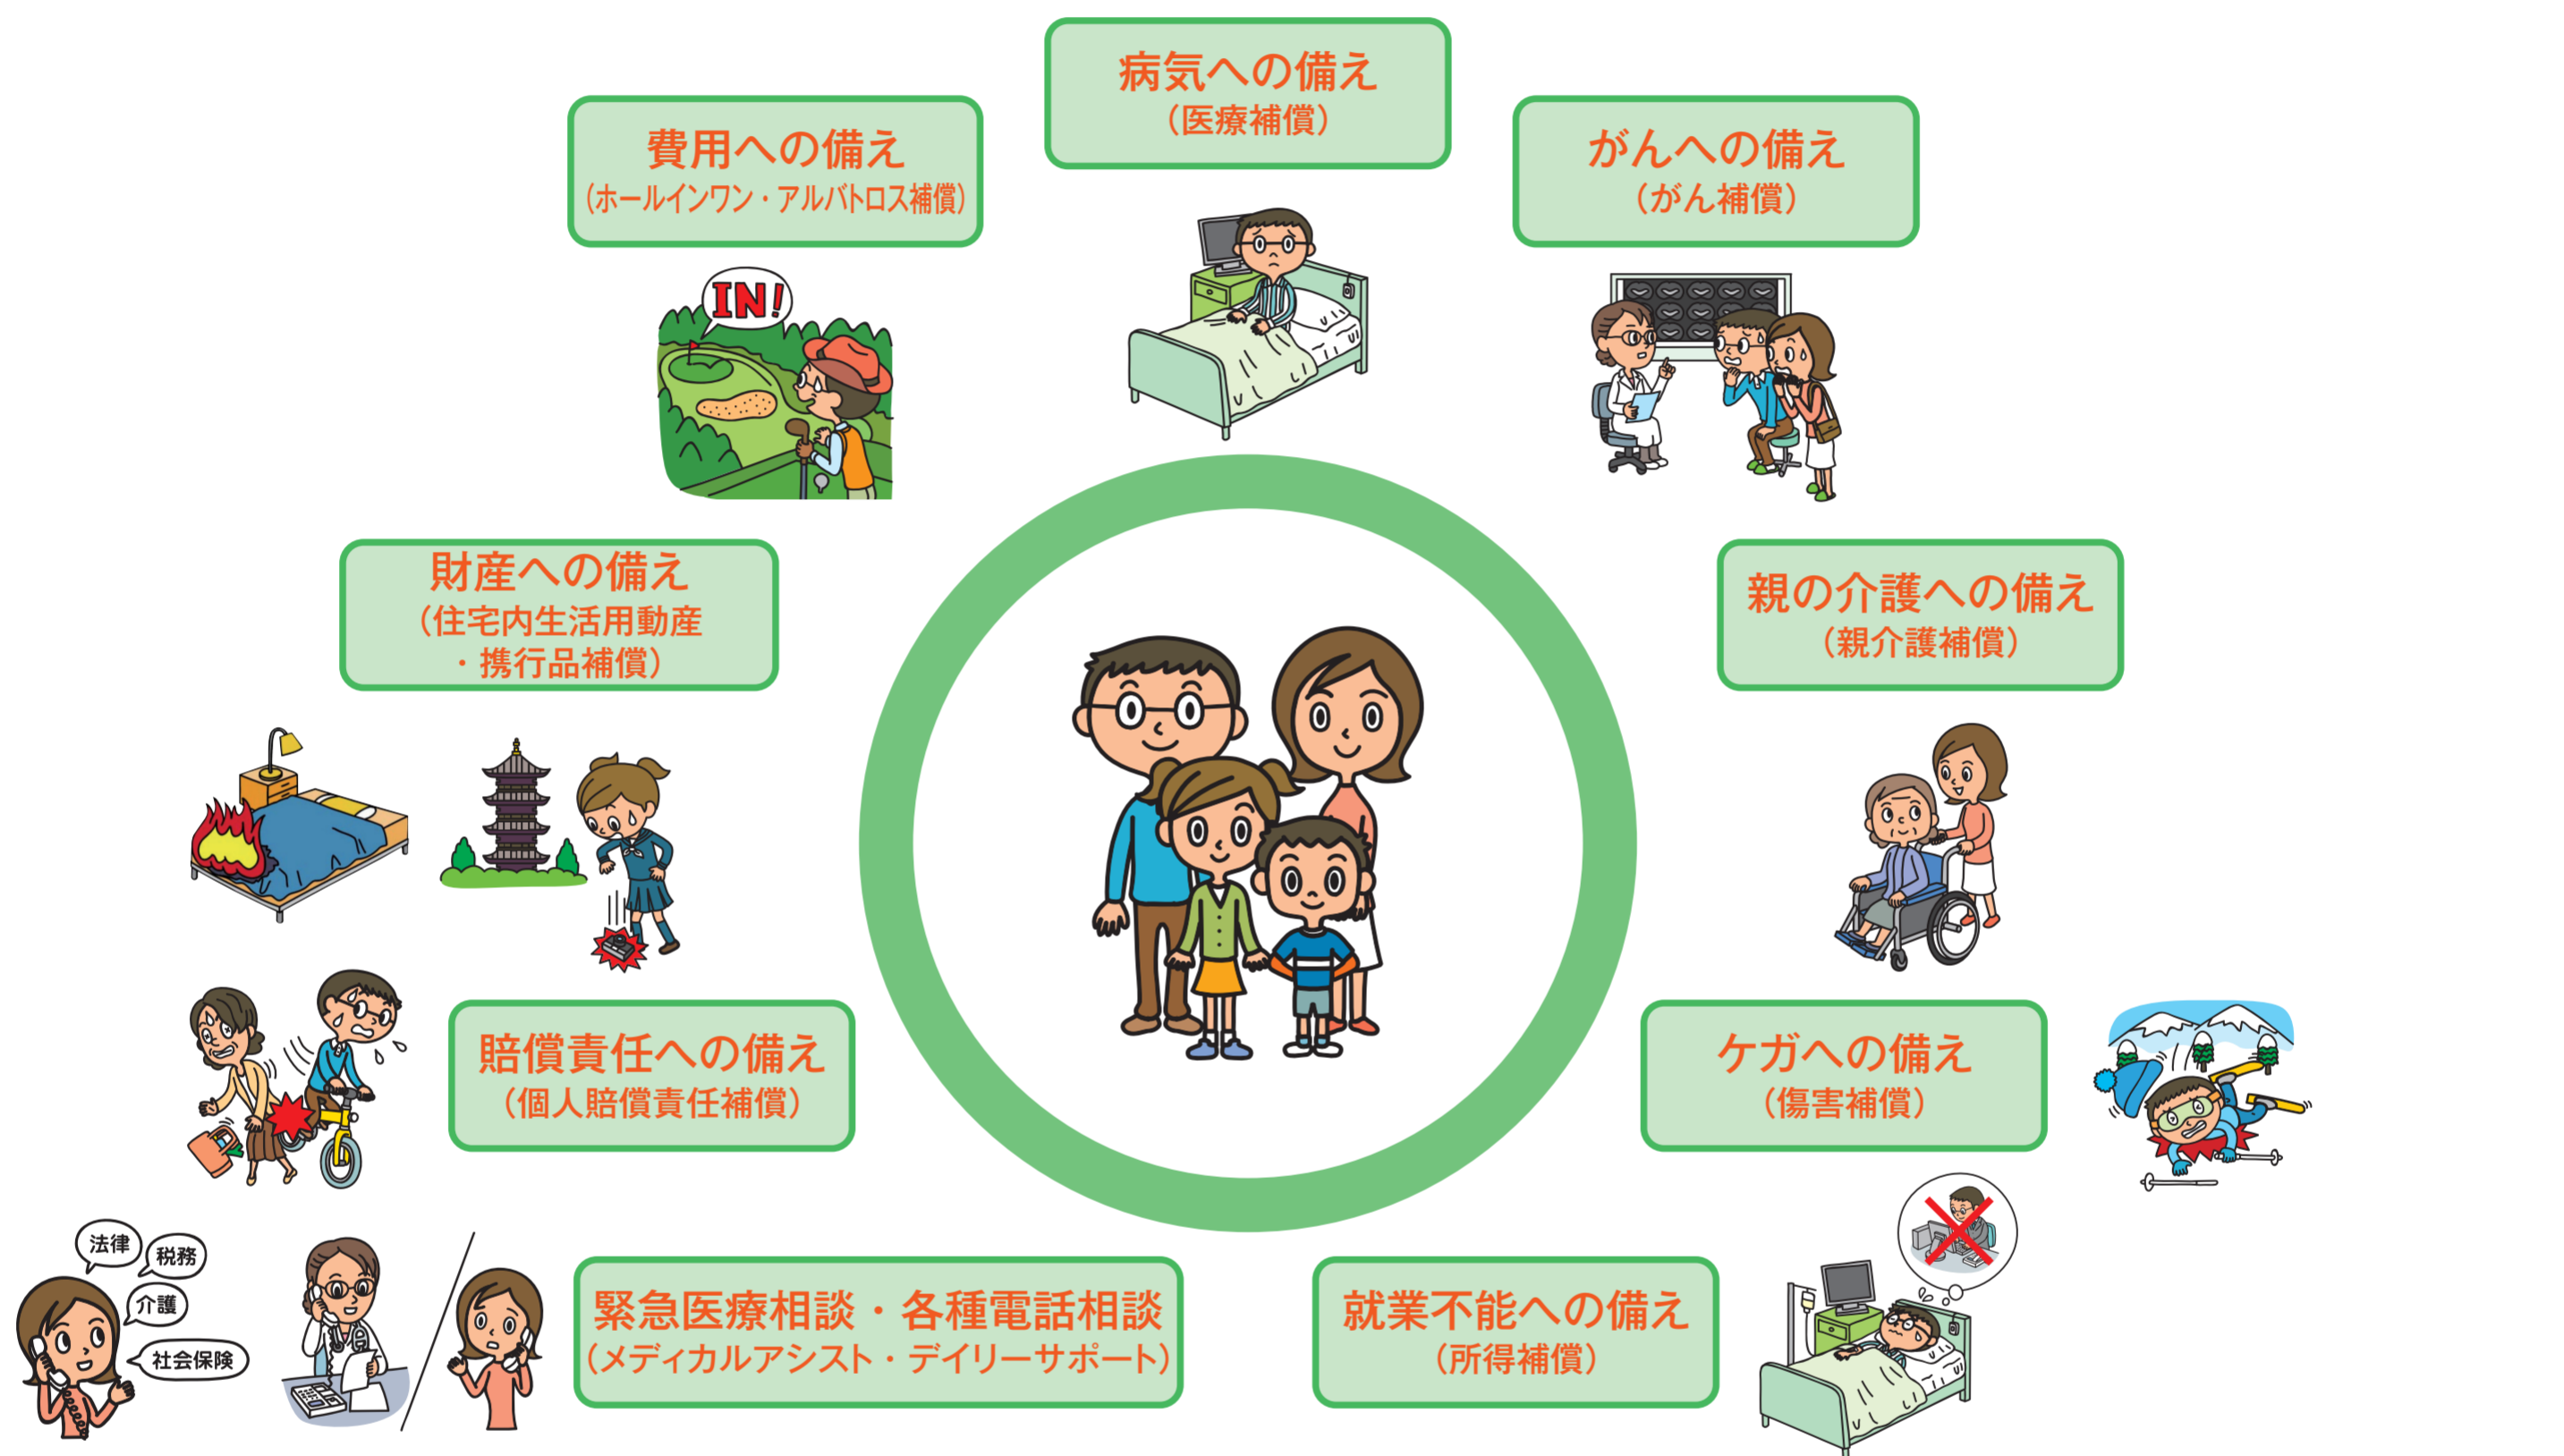 病気への備え
（医療補償）
費用への備え
（ホールインワン・アルバトロス補償）
がんへの備え
（がん補償）
IN!
財産への備え
（住宅内生活用動産
・携行品補償）
親の介護への備え
（親介護補償）
賠償責任への備え
（個人賠償責任補償）
ケガへの備え
（傷害補償）
法律
税務
介護
社会保険
緊急医療相談・各種電話相談
（メディカルアシスト・デイリーサポート）
就業不能への備え
（所得補償）